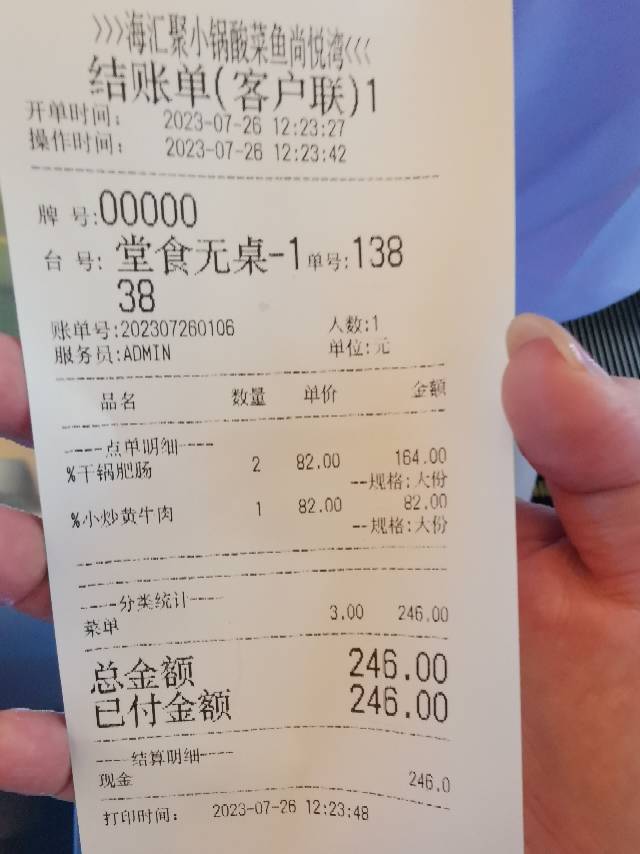 >>>海汇聚小锅酸菜鱼尚悦湾<<<
结账单(客户联)1
开单时间： 2023-07-26 12:23:27
操作时间： 2023-07-26 12:23:42
牌 号:00000
台 号: 堂食无桌-1 单号:138
38
账单号:202307260106 人数:1
服务员:ADMIN 单位:元
品名 数量 单价 金额
----点单明细----
%干锅肥肠 2 82.00 164.00
--规格:大份
%小炒黄牛肉 1 82.00 82.00
--规格:大份
----分类统计----
菜单 3.00 246.00
总金额 246.00
已付金额 246.00
----结算明细----
现金 246.0
打印时间： 2023-07-26 12:23:48